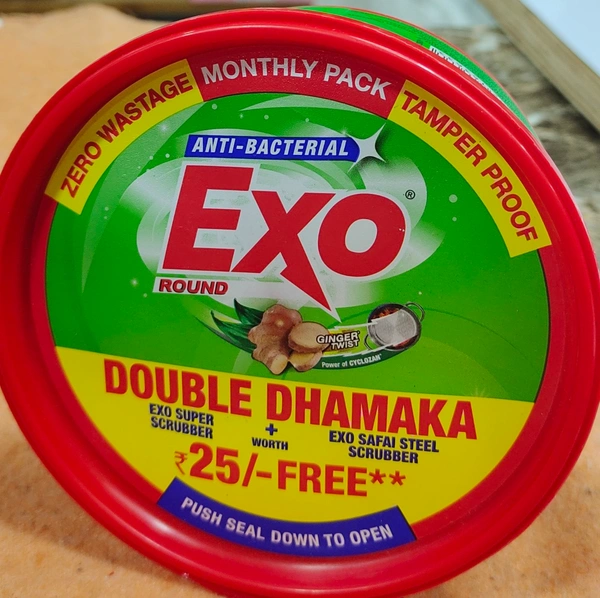 ZERO WASTAGE
MONTHLY PACK
TAMPER PROOF
ANTI-BACTERIAL
Exo®
ROUND
GINGER
TWIST
Power of CYCLOZAN*
DOUBLE DHAMAKA
EXO SUPER
SCRUBBER
+
WORTH
EXO SAFAI STEEL
SCRUBBER
₹25/-FREE**
PUSH SEAL DOWN TO OPEN